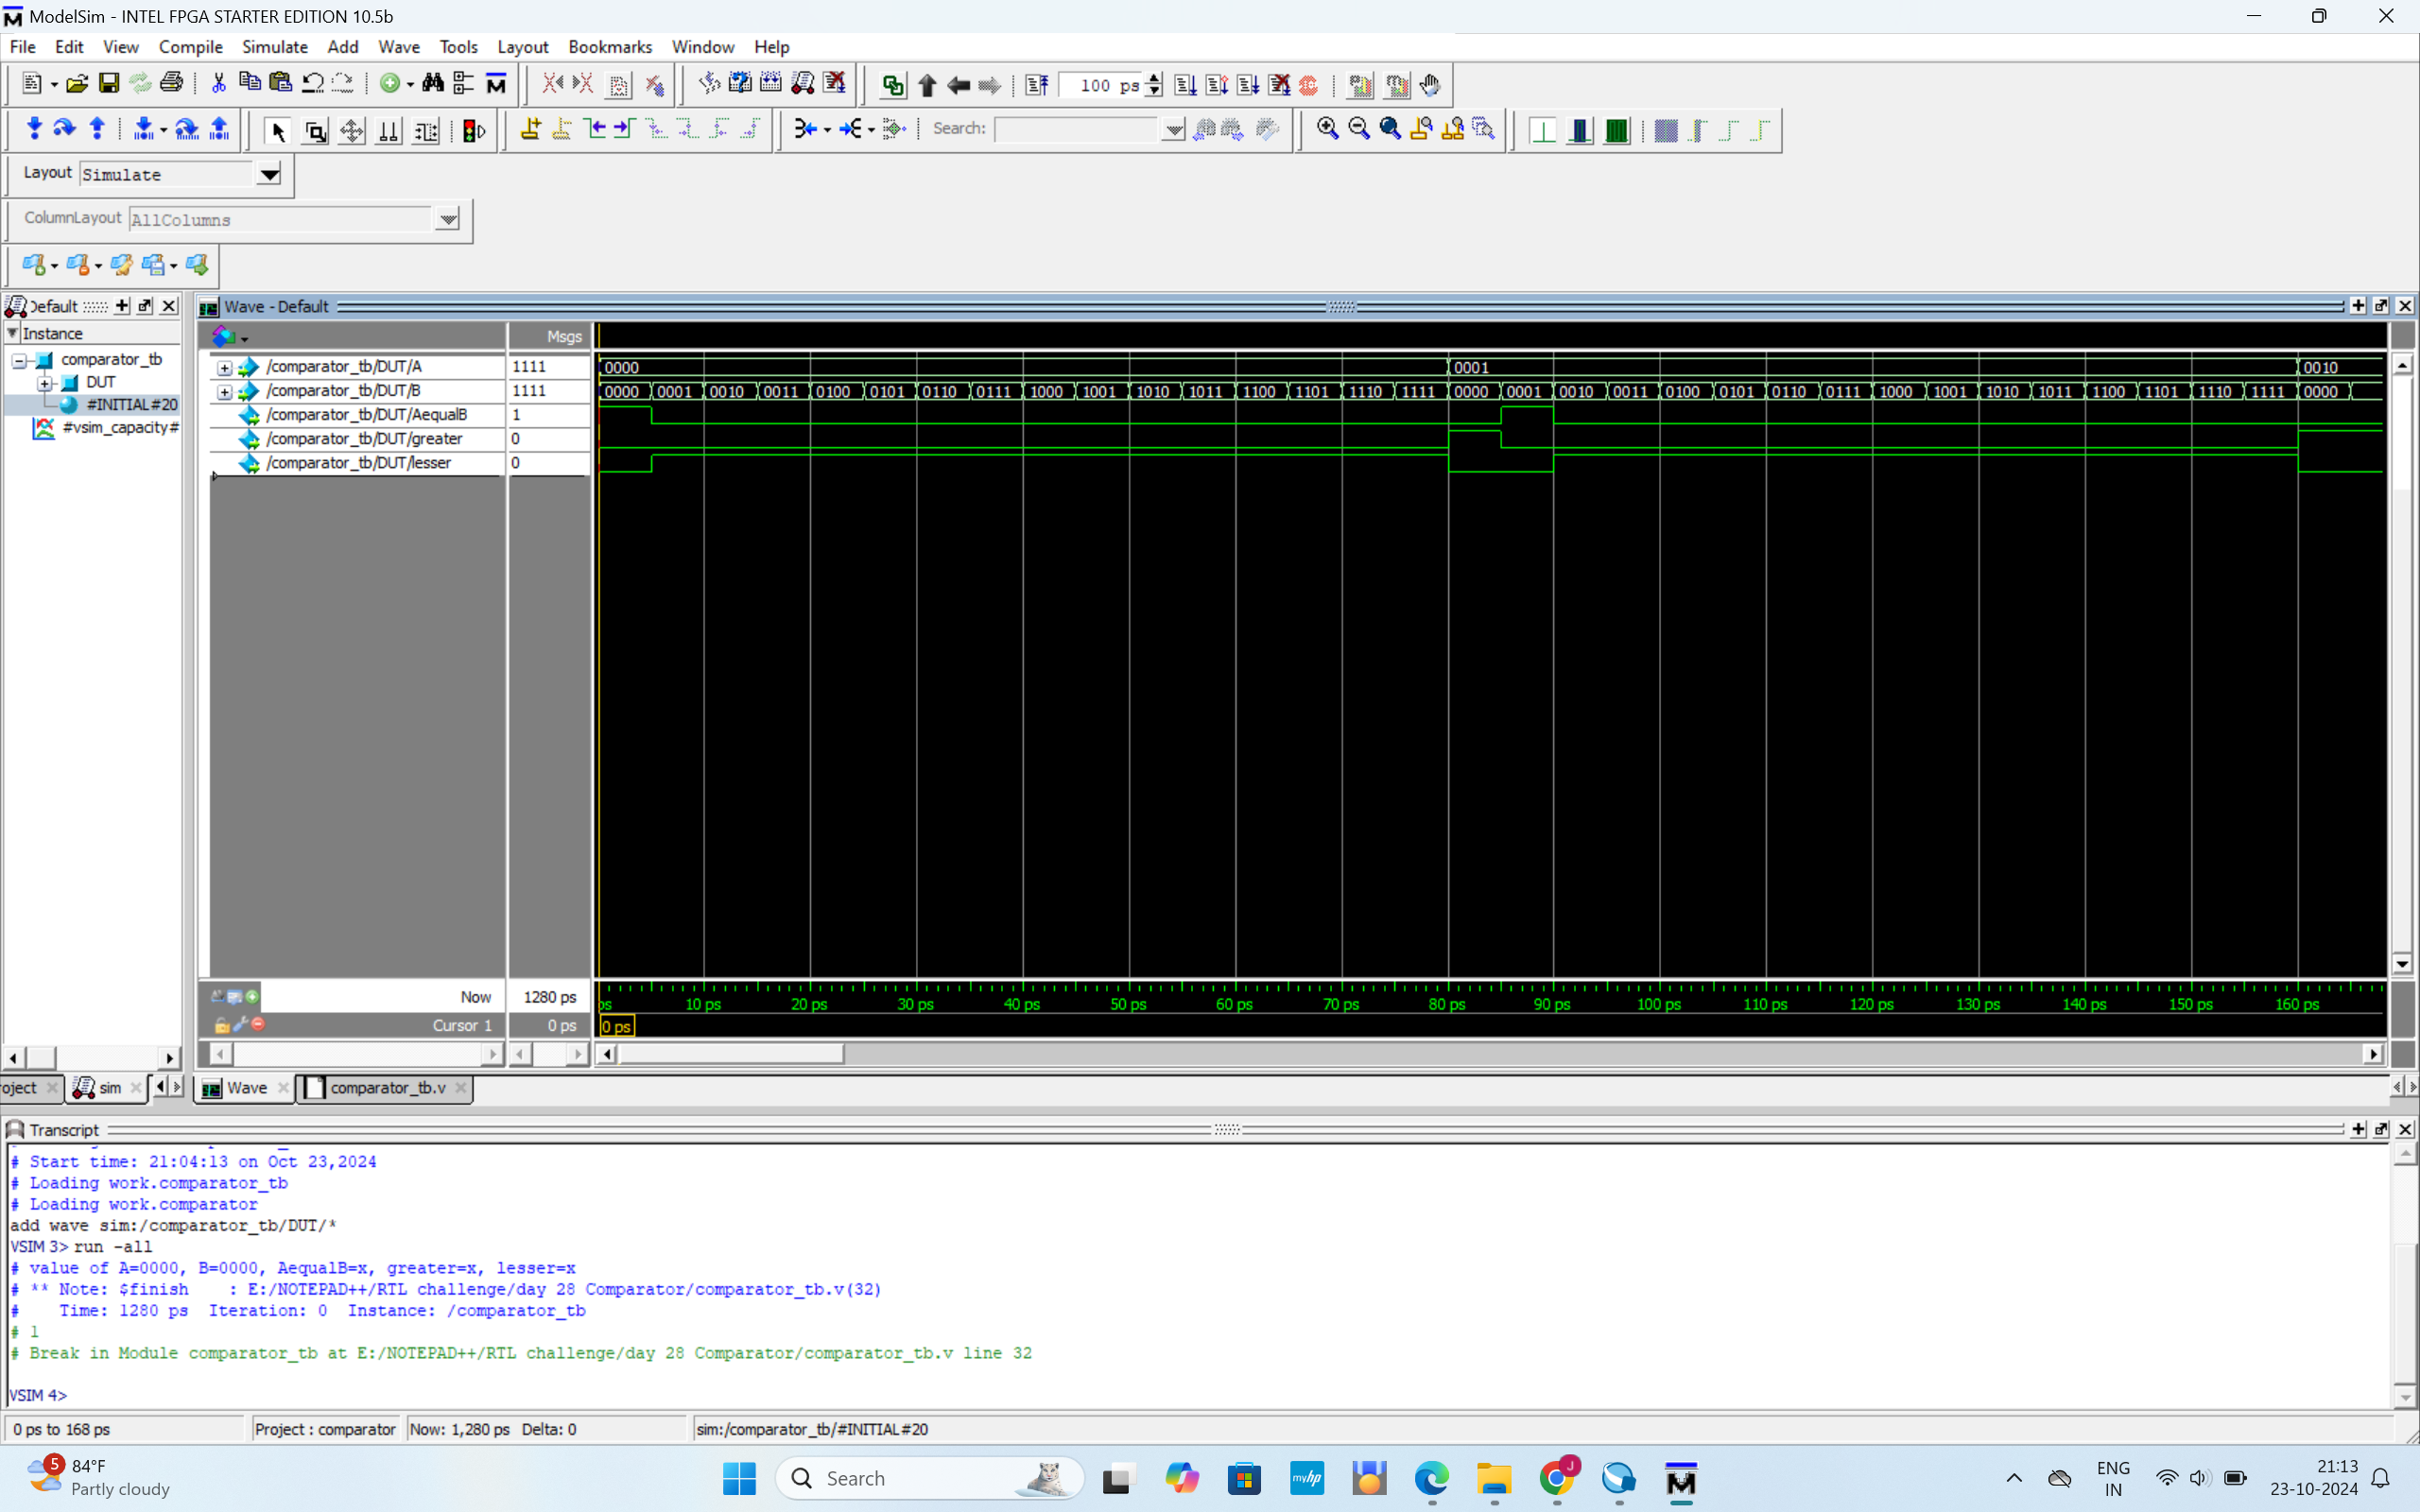 ModelSim - INTEL FPGA STARTER EDITION 10.5b
File Edit View Compile Simulate Add Wave Tools Layout Bookmarks Window Help
100 ps
Search:
Layout Simulate
ColumnLayout AllColumns
Default
Wave - Default
Instance
Msgs
comparator_tb
DUT
#INITIAL#20
#vsim_capacity#
/comparator_tb/DUT/A 1111 0000 0001 0010
/comparator_tb/DUT/B 1111 0000 0001 0010 0011 0100 0101 0110 0111 1000 1001 1010 1011 1100 1101 1110 1111 0000 0001 0010 0011 0100 0101 0110 0111 1000 1001 1010 1011 1100 1101 1110 1111 0000
/comparator_tb/DUT/AequalB 1
/comparator_tb/DUT/greater 0
/comparator_tb/DUT/lesser 0
Now 1280 ps ps 10 ps 20 ps 30 ps 40 ps 50 ps 60 ps 70 ps 80 ps 90 ps 100 ps 110 ps 120 ps 130 ps 140 ps 150 ps 160 ps
Cursor 1 0 ps 0 ps
roject sim Wave comparator_tb.v
Transcript
# Start time: 21:04:13 on Oct 23,2024
# Loading work.comparator_tb
# Loading work.comparator
add wave sim:/comparator_tb/DUT/*
VSIM 3> run -all
# value of A=0000, B=0000, AequalB=x, greater=x, lesser=x
# ** Note: $finish : E:/NOTEPAD++/RTL challenge/day 28 Comparator/comparator_tb.v(32)
# Time: 1280 ps Iteration: 0 Instance: /comparator_tb
# 1
# Break in Module comparator_tb at E:/NOTEPAD++/RTL challenge/day 28 Comparator/comparator_tb.v line 32
VSIM 4>
0 ps to 168 ps Project : comparator Now: 1,280 ps Delta: 0 sim:/comparator_tb/#INITIAL#20
5
84°F
Partly cloudy
Search
myhp
J
ENG
IN
21:13
23-10-2024